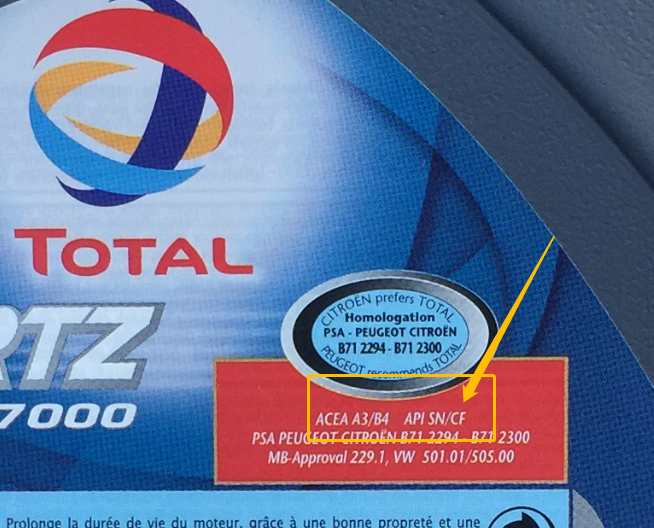 TOTAL
RTZ
7000
CITROËN prefers TOTAL
Homologation
PSA - PEUGEOT CITROËN
B71 2294 - B71 2300
PEUGEOT recommends TOTAL
ACEA A3/B4 API SN/CF
PSA PEUGEOT CITROËN B71 2294 - B71 2300
MB-Approval 229.1, VW 501.01/505.00
Prolonge la durée de vie du moteur, grâce à une bonne propreté et une